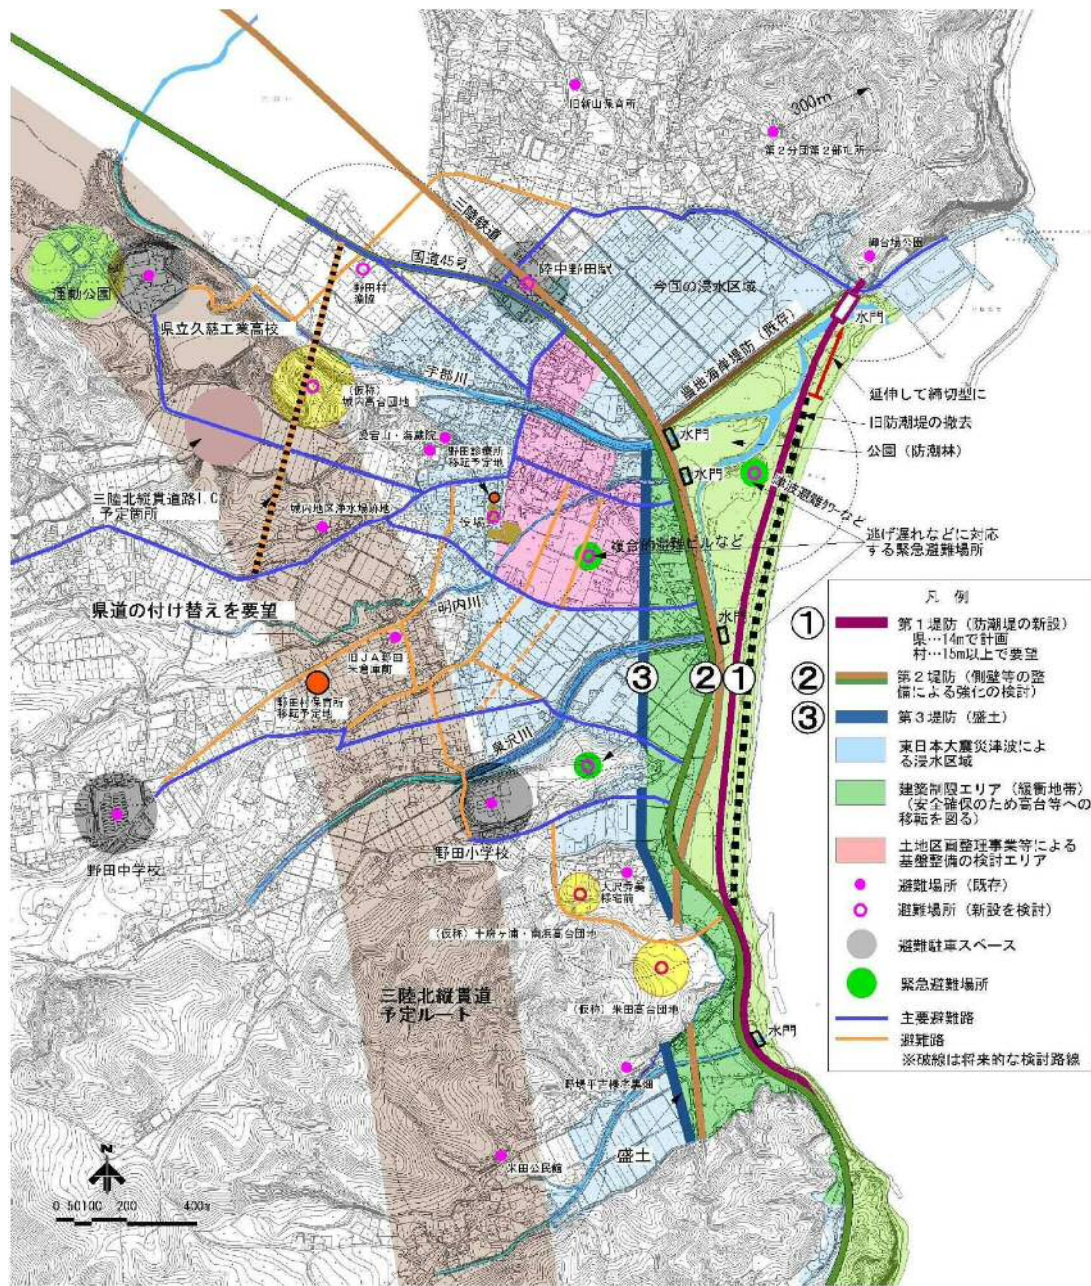 300m
旧新山保育所
第2分団第2部屯所
三陸鉄道
国道45号
陸中野田駅
今回の浸水区域
御台場公園
水門
運動公園
県立久慈工業高校
野田村
漁協
宇部川
当地海岸堤防（既存）
延伸して締切型に
旧防潮堤の撤去
公園（防潮林）
(仮称)
城内高台団地
愛宕山・海蔵院
野田診療所
移転予定地
水門
水門
津波避難タワーなど
三陸北縦貫道路I.C.
予定箇所
城内地区浄水場跡地
役場
複合的避難ビルなど
逃げ遅れなどに対応
する緊急避難場所
県道の付け替えを要望
明内川
水門
旧JA野田
米倉庫前
野田村保育所
移転予定地
③
②
①
泉沢川
野田中学校
野田小学校
(仮称)十府ヶ浦・南浜高台団地
三陸北縦貫道
予定ルート
(仮称)米田高台団地
水門
米田公民館
盛土
N
0 50100 200 400m
凡 例
① 第1堤防（防潮堤の新設）
県…14mで計画
村…15m以上で要望
② 第2堤防（側壁等の整
備による強化の検討）
③ 第3堤防（盛土）
東日本大震災津波によ
る浸水区域
建築制限エリア（緩衝地帯）
（安全確保のため高台等への
移転を図る）
土地区画整理事業等による
基盤整備の検討エリア
避難場所（既存）
避難場所（新設を検討）
避難駐車スペース
緊急避難場所
主要避難路
避難路
※破線は将来的な検討路線